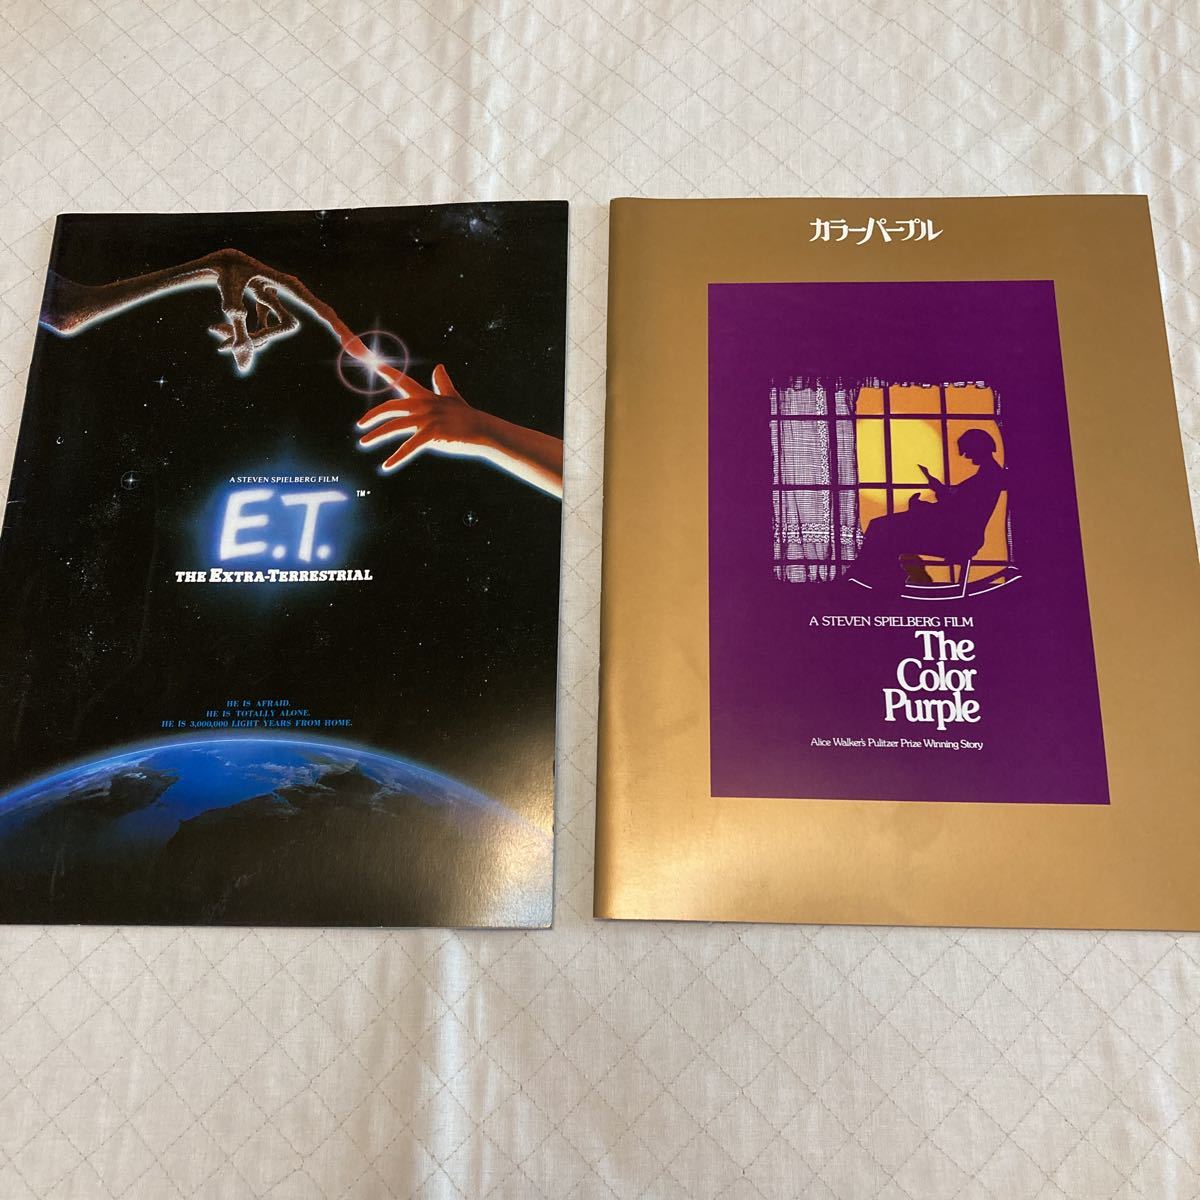 A STEVEN SPIELBERG FILM
E.T.™
THE EXTRA-TERRESTRIAL
HE IS AFRAID.
HE IS TOTALLY ALONE.
HE IS 3,000,000 LIGHT YEARS FROM HOME.
カラーパープル
A STEVEN SPIELBERG FILM
The
Color
Purple
Alice Walker's Pulitzer Prize Winning Story